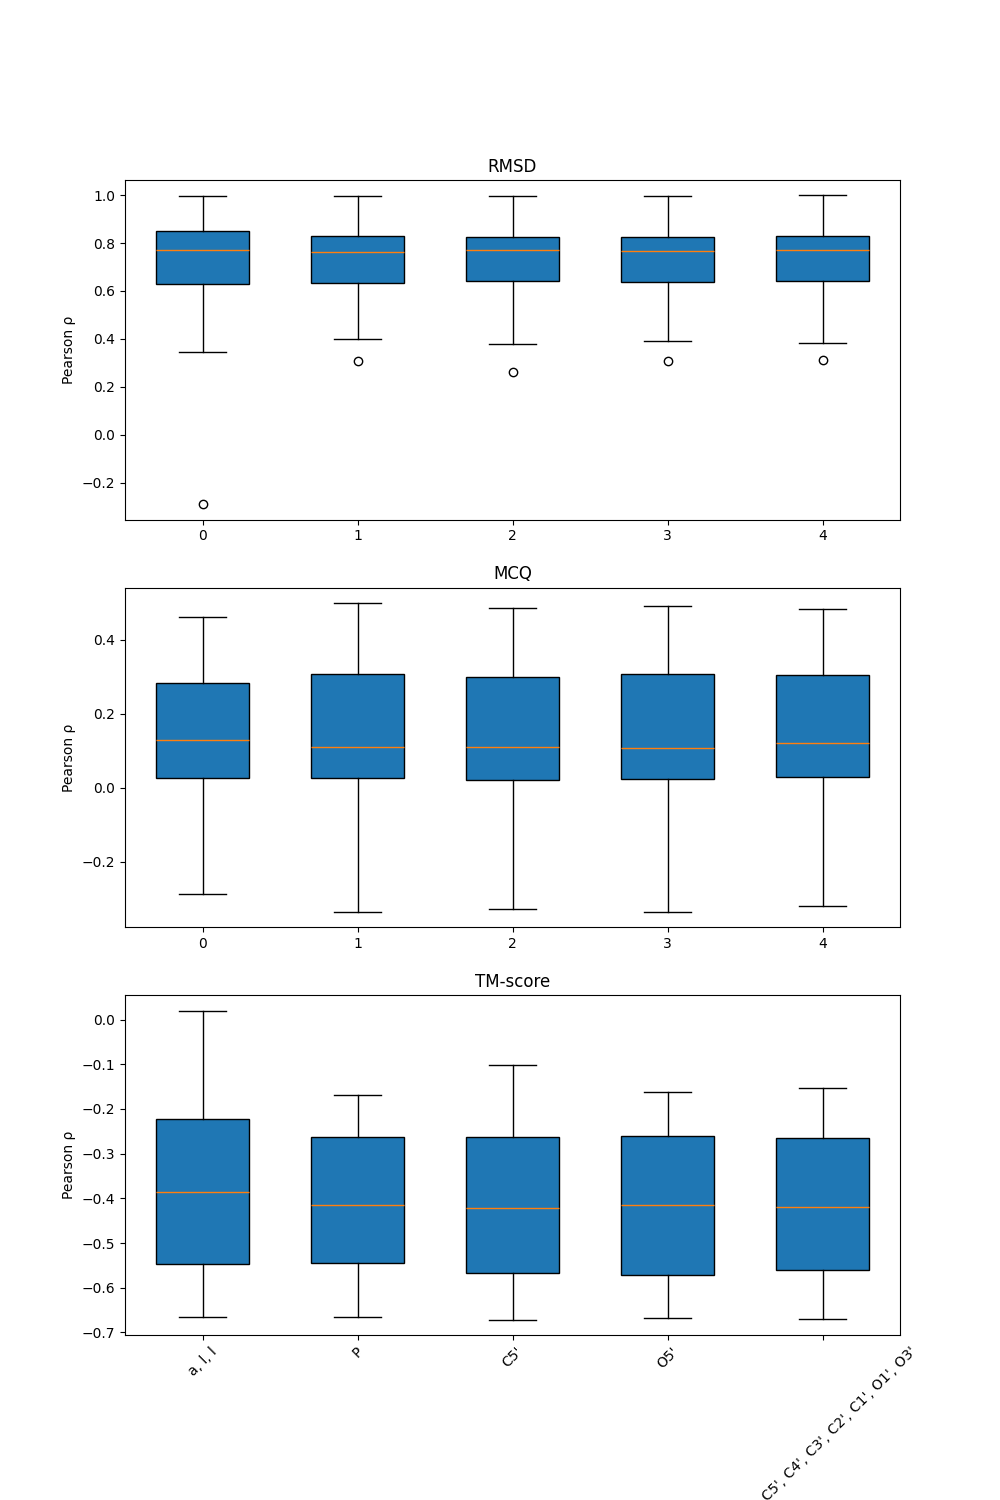 RMSD
1.0
0.8
0.6
0.4
0.2
0.0
−0.2
Pearson ρ
0 1 2 3 4
MCQ
0.4
0.2
0.0
−0.2
Pearson ρ
0 1 2 3 4
TM-score
0.0
−0.1
−0.2
−0.3
−0.4
−0.5
−0.6
−0.7
Pearson ρ
a, l, l
P
C5'
O5'
C5', C4', C3', C2', C1', O1', O3'